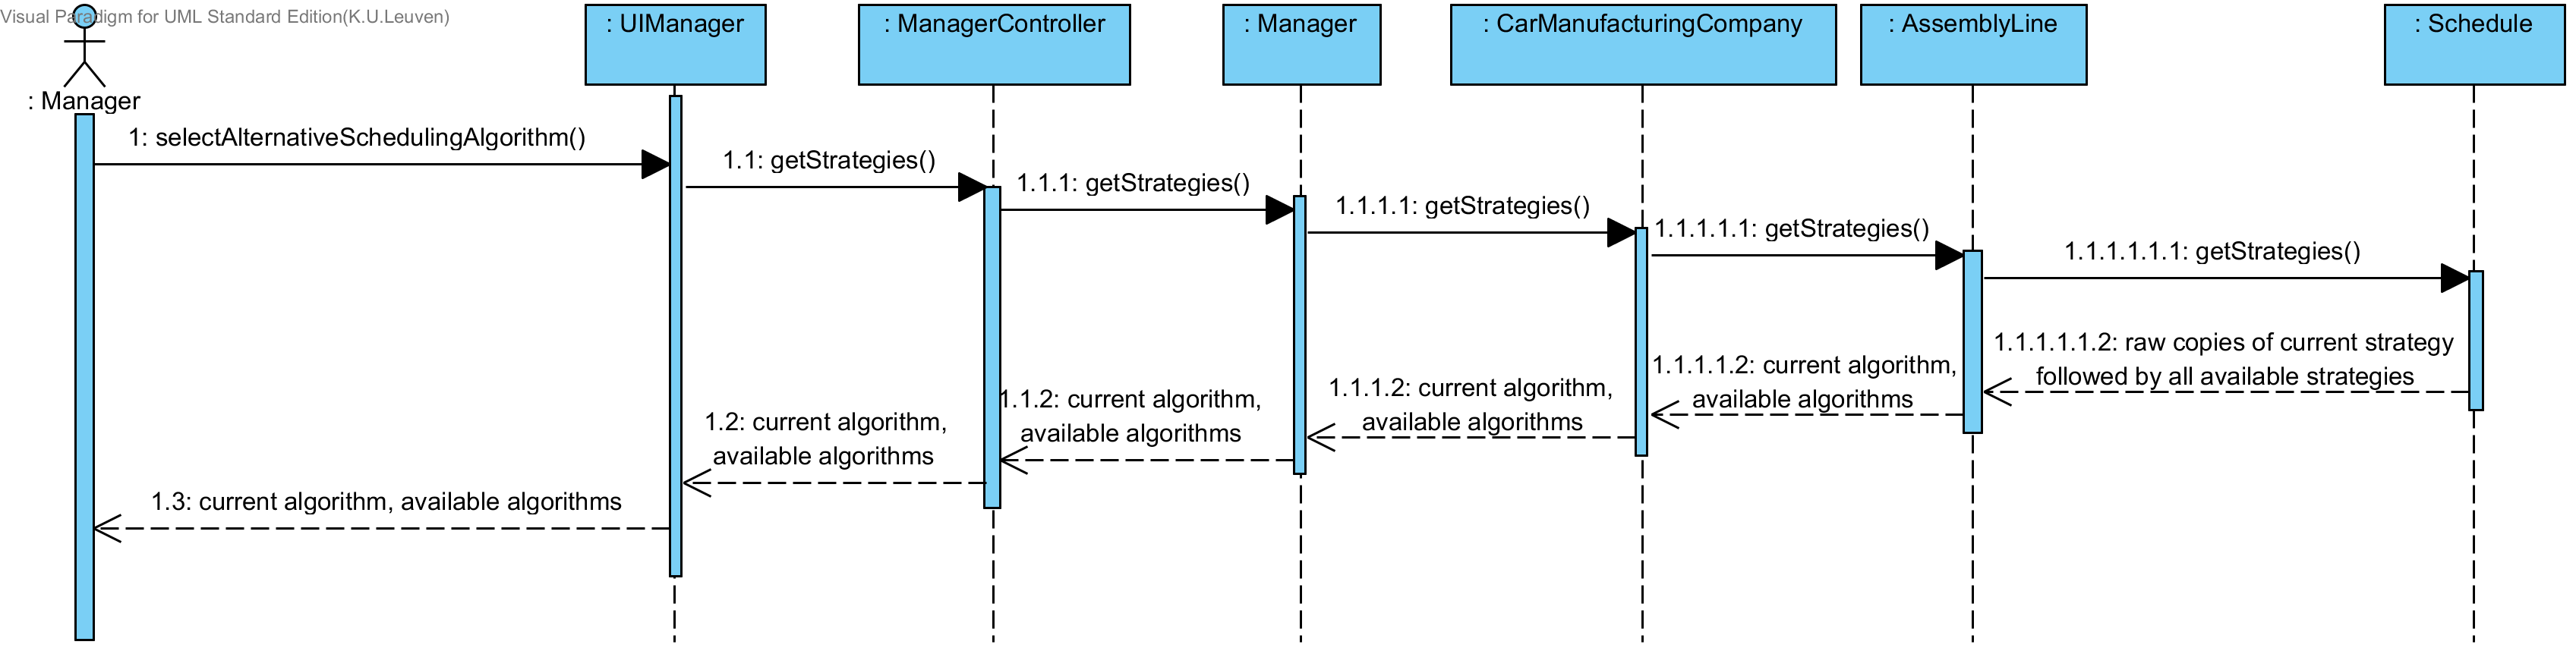 Visual Paradigm for UML Standard Edition(K.U.Leuven)
: Manager
: UIManager
: ManagerController
: Manager
: CarManufacturingCompany
: AssemblyLine
: Schedule
1: selectAlternativeSchedulingAlgorithm()
1.1: getStrategies()
1.1.1: getStrategies()
1.1.1.1: getStrategies()
1.1.1.1.1: getStrategies()
1.1.1.1.1.1: getStrategies()
1.1.1.1.1.2: raw copies of current strategy
followed by all available strategies
1.1.1.1.2: current algorithm,
available algorithms
1.1.1.2: current algorithm,
available algorithms
1.1.2: current algorithm,
available algorithms
1.2: current algorithm,
available algorithms
1.3: current algorithm, available algorithms